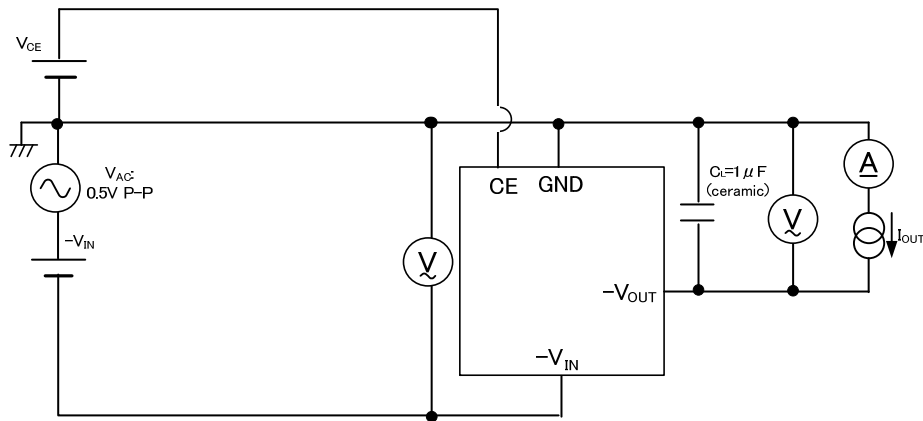 VCE
VAC:
0.5V P-P
-VIN
V
CE GND
-VOUT
-VIN
CL=1μF
(ceramic)
V
A
IOUT